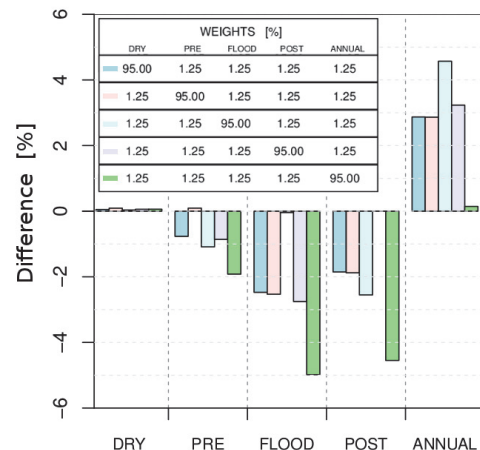 6
4
2
0
−2
−4
−6
Difference [%]
WEIGHTS [%]
DRY PRE FLOOD POST ANNUAL
95.00 1.25 1.25 1.25 1.25
1.25 95.00 1.25 1.25 1.25
1.25 1.25 95.00 1.25 1.25
1.25 1.25 1.25 95.00 1.25
1.25 1.25 1.25 1.25 95.00
DRY PRE FLOOD POST ANNUAL